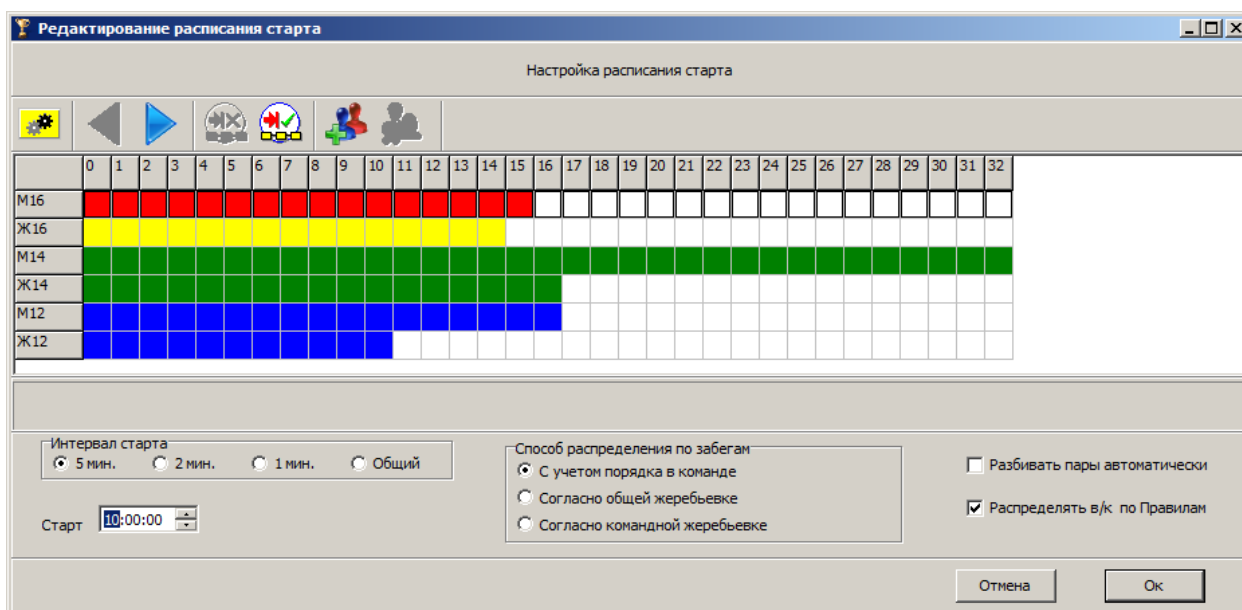 Редактирование расписания старта
Настройка расписания старта
0 1 2 3 4 5 6 7 8 9 10 11 12 13 14 15 16 17 18 19 20 21 22 23 24 25 26 27 28 29 30 31 32
М16
Ж16
М14
Ж14
М12
Ж12
Интервал старта
5 мин. 2 мин. 1 мин. Общий
Старт 10:00:00
Способ распределения по забегам
С учетом порядка в команде
Согласно общей жеребьевке
Согласно командной жеребьевке
Разбивать пары автоматически
Распределять в/к по Правилам
Отмена Ок